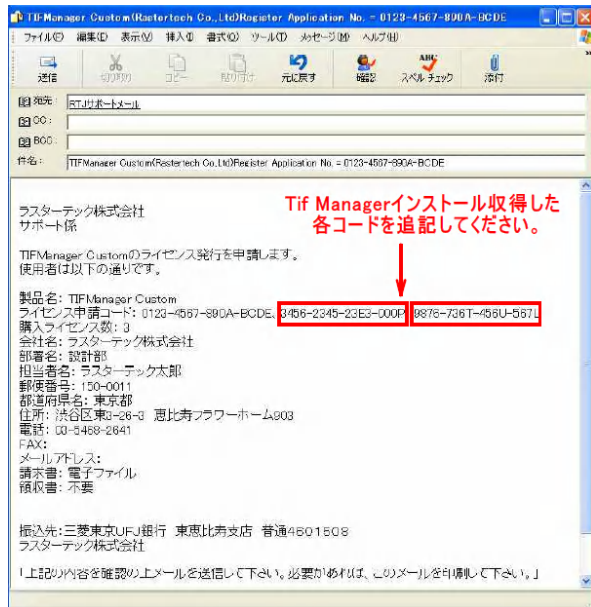 TIFManager Custom(Rastertech Co.,Ltd)Register Application No. = 0123-4567-890A-BCDE
ファイル(F) 編集(E) 表示(V) 挿入(I) 書式(O) ツール(T) メッセージ(M) ヘルプ(H)
送信 切り取り コピー 貼り付け 元に戻す 確認 スペル チェック 添付
宛先: RTJサポートメール
CC:
BCC:
件名: TIFManager Custom(Rastertech Co.,Ltd)Register Application No. = 0123-4567-890A-BCDE
Tif Managerインストール収得した
各コードを追記してください。
ラスターテック株式会社
サポート係
TIFManager Customのライセンス発行を申請します。
使用者は以下の通りです。
製品名: TIFManager Custom
ライセンス申請コード: 0123-4567-890A-BCDE、3456-2345-23E3-000P 9876-736T-456U-567L
購入ライセンス数: 3
会社名: ラスターテック株式会社
部署名: 設計部
担当者名: ラスターテック太郎
郵便番号: 150-0011
都道府県名: 東京都
住所: 渋谷区東3-26-3 恵比寿フラワーホーム903
電話: 03-5468-2641
FAX:
メールアドレス:
請求書: 電子ファイル
領収書: 不要
振込先:三菱東京UFJ銀行 東恵比寿支店 普通4601508
ラスターテック株式会社
「上記の内容を確認の上メールを送信して下さい。必要があれば、このメールを印刷して下さい。」